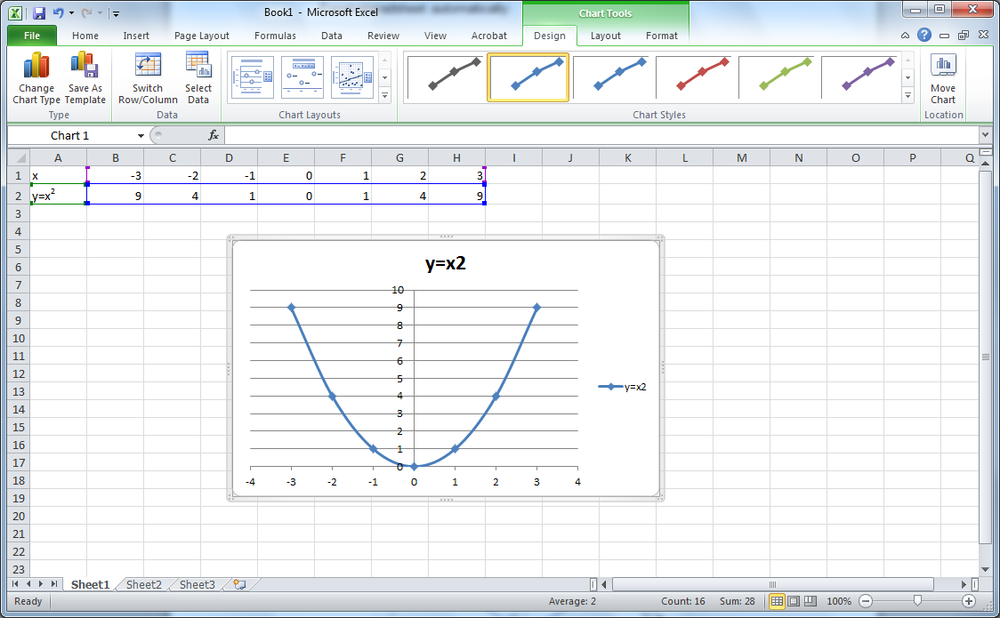 Book1 - Microsoft Excel
Chart Tools
File Home Insert Page Layout Formulas Data Review View Acrobat Design Layout Format
Change Chart Type
Save As Template
Switch Row/Column
Select Data
Move Chart
Type Data Chart Layouts Chart Styles Location
Chart 1 fx
A B C D E F G H I J K L M N O P Q
1 x -3 -2 -1 0 1 2 3
2 y=x² 9 4 1 0 1 4 9
3
4
5
6
7
8
9
10
11
12
13
14
15
16
17
18
19
20
21
22
23
y=x2
10
9
8
7
6
5
4
3
2
1
0
-4 -3 -2 -1 0 1 2 3 4
y=x2
Sheet1 Sheet2 Sheet3
Ready Average: 2 Count: 16 Sum: 28 100%